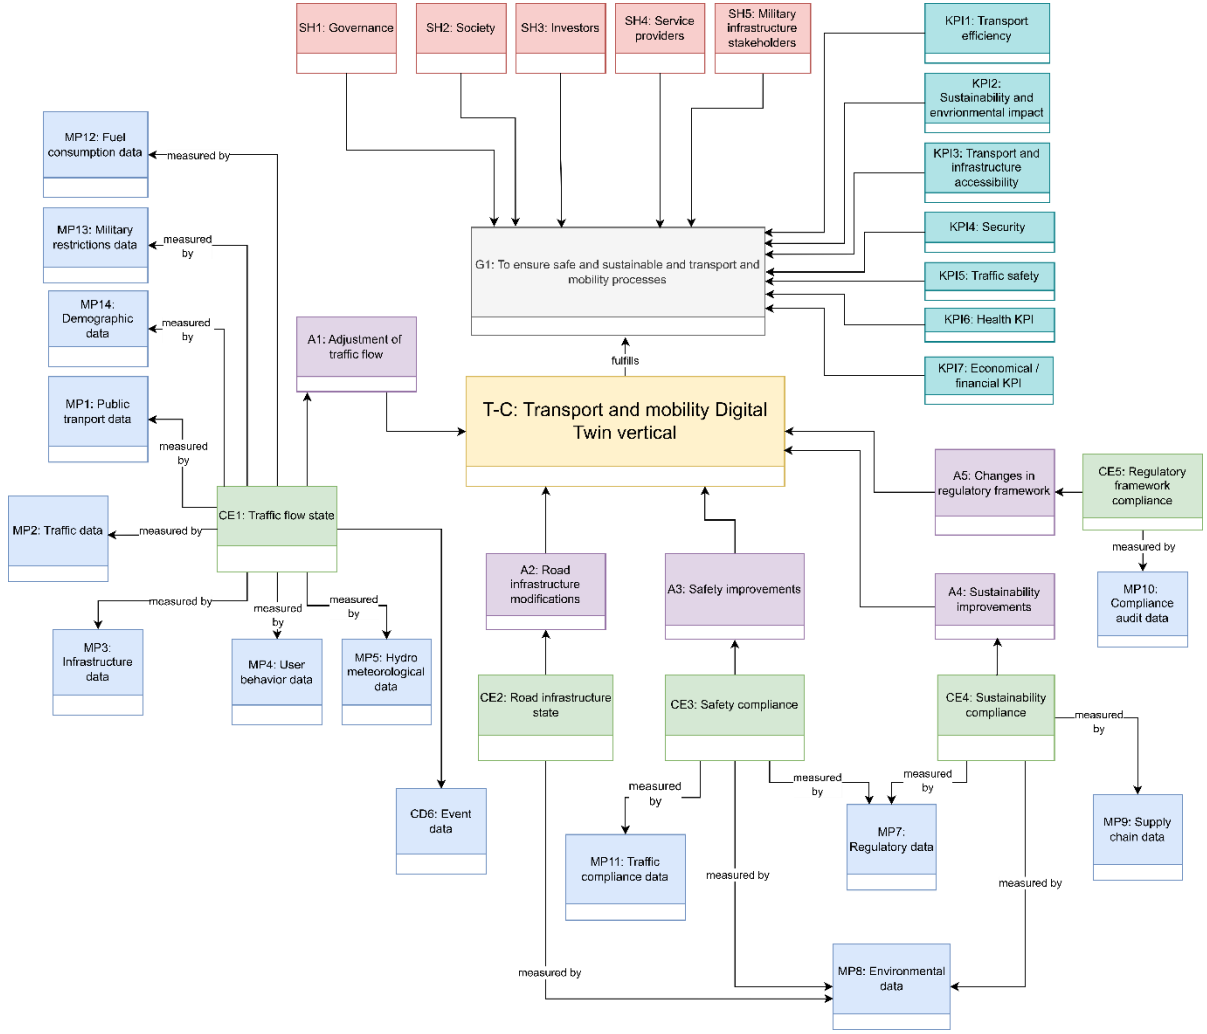 SH1: Governance
SH2: Society
SH3: Investors
SH4: Service
providers
SH5: Military
infrastructure
stakeholders
KPI1: Transport
efficiency
KPI2:
Sustainability and
envrionmental impact
KPI3: Transport and
infrastructure
accessibility
KPI4: Security
KPI5: Traffic safety
KPI6: Health KPI
KPI7: Economical /
financial KPI
MP12: Fuel
consumption data
measured by
MP13: Military
restrictions data
measured
by
MP14:
Demographic
data
measured
by
MP1: Public
tranport data
measured
by
G1: To ensure safe and sustainable and transport and
mobility processes
fulfills
A1: Adjustment of
traffic flow
T-C: Transport and mobility Digital
Twin vertical
A5: Changes in
regulatory framework
CE5: Regulatory
framework
compliance
CE1: Traffic flow state
MP2: Traffic data
measured by
measured by
MP3:
Infrastructure
data
measured
by
MP4: User
behavior data
measured
by
MP5: Hydro
meteorological
data
A2: Road
infrastructure
modifications
A3: Safety improvements
A4: Sustainability
improvements
measured by
MP10:
Compliance
audit data
CE2: Road infrastructure
state
CE3: Safety compliance
CE4: Sustainability
compliance
measured
by
measured
by
measured
by
measured
by
CD6: Event
data
MP11: Traffic
compliance data
MP7:
Regulatory data
MP9: Supply
chain data
measured by
measured by
measured by
MP8: Environmental
data